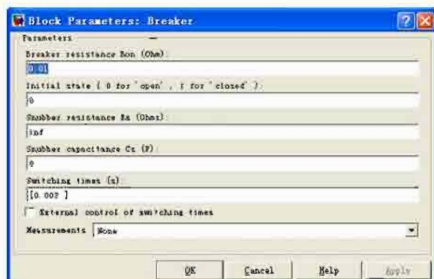 Block Parameters: Breaker
Parameters
Breaker resistance Ron (Ohm):
0.01
Initial state ( 0 for 'open' , 1 for 'closed' ):
0
Snubber resistance Rs (Ohms):
inf
Snubber capacitance Cs (F)
0
Switching times (s):
[0.002 ]
External control of switching times
Measurements None
OK Cancel Help Apply